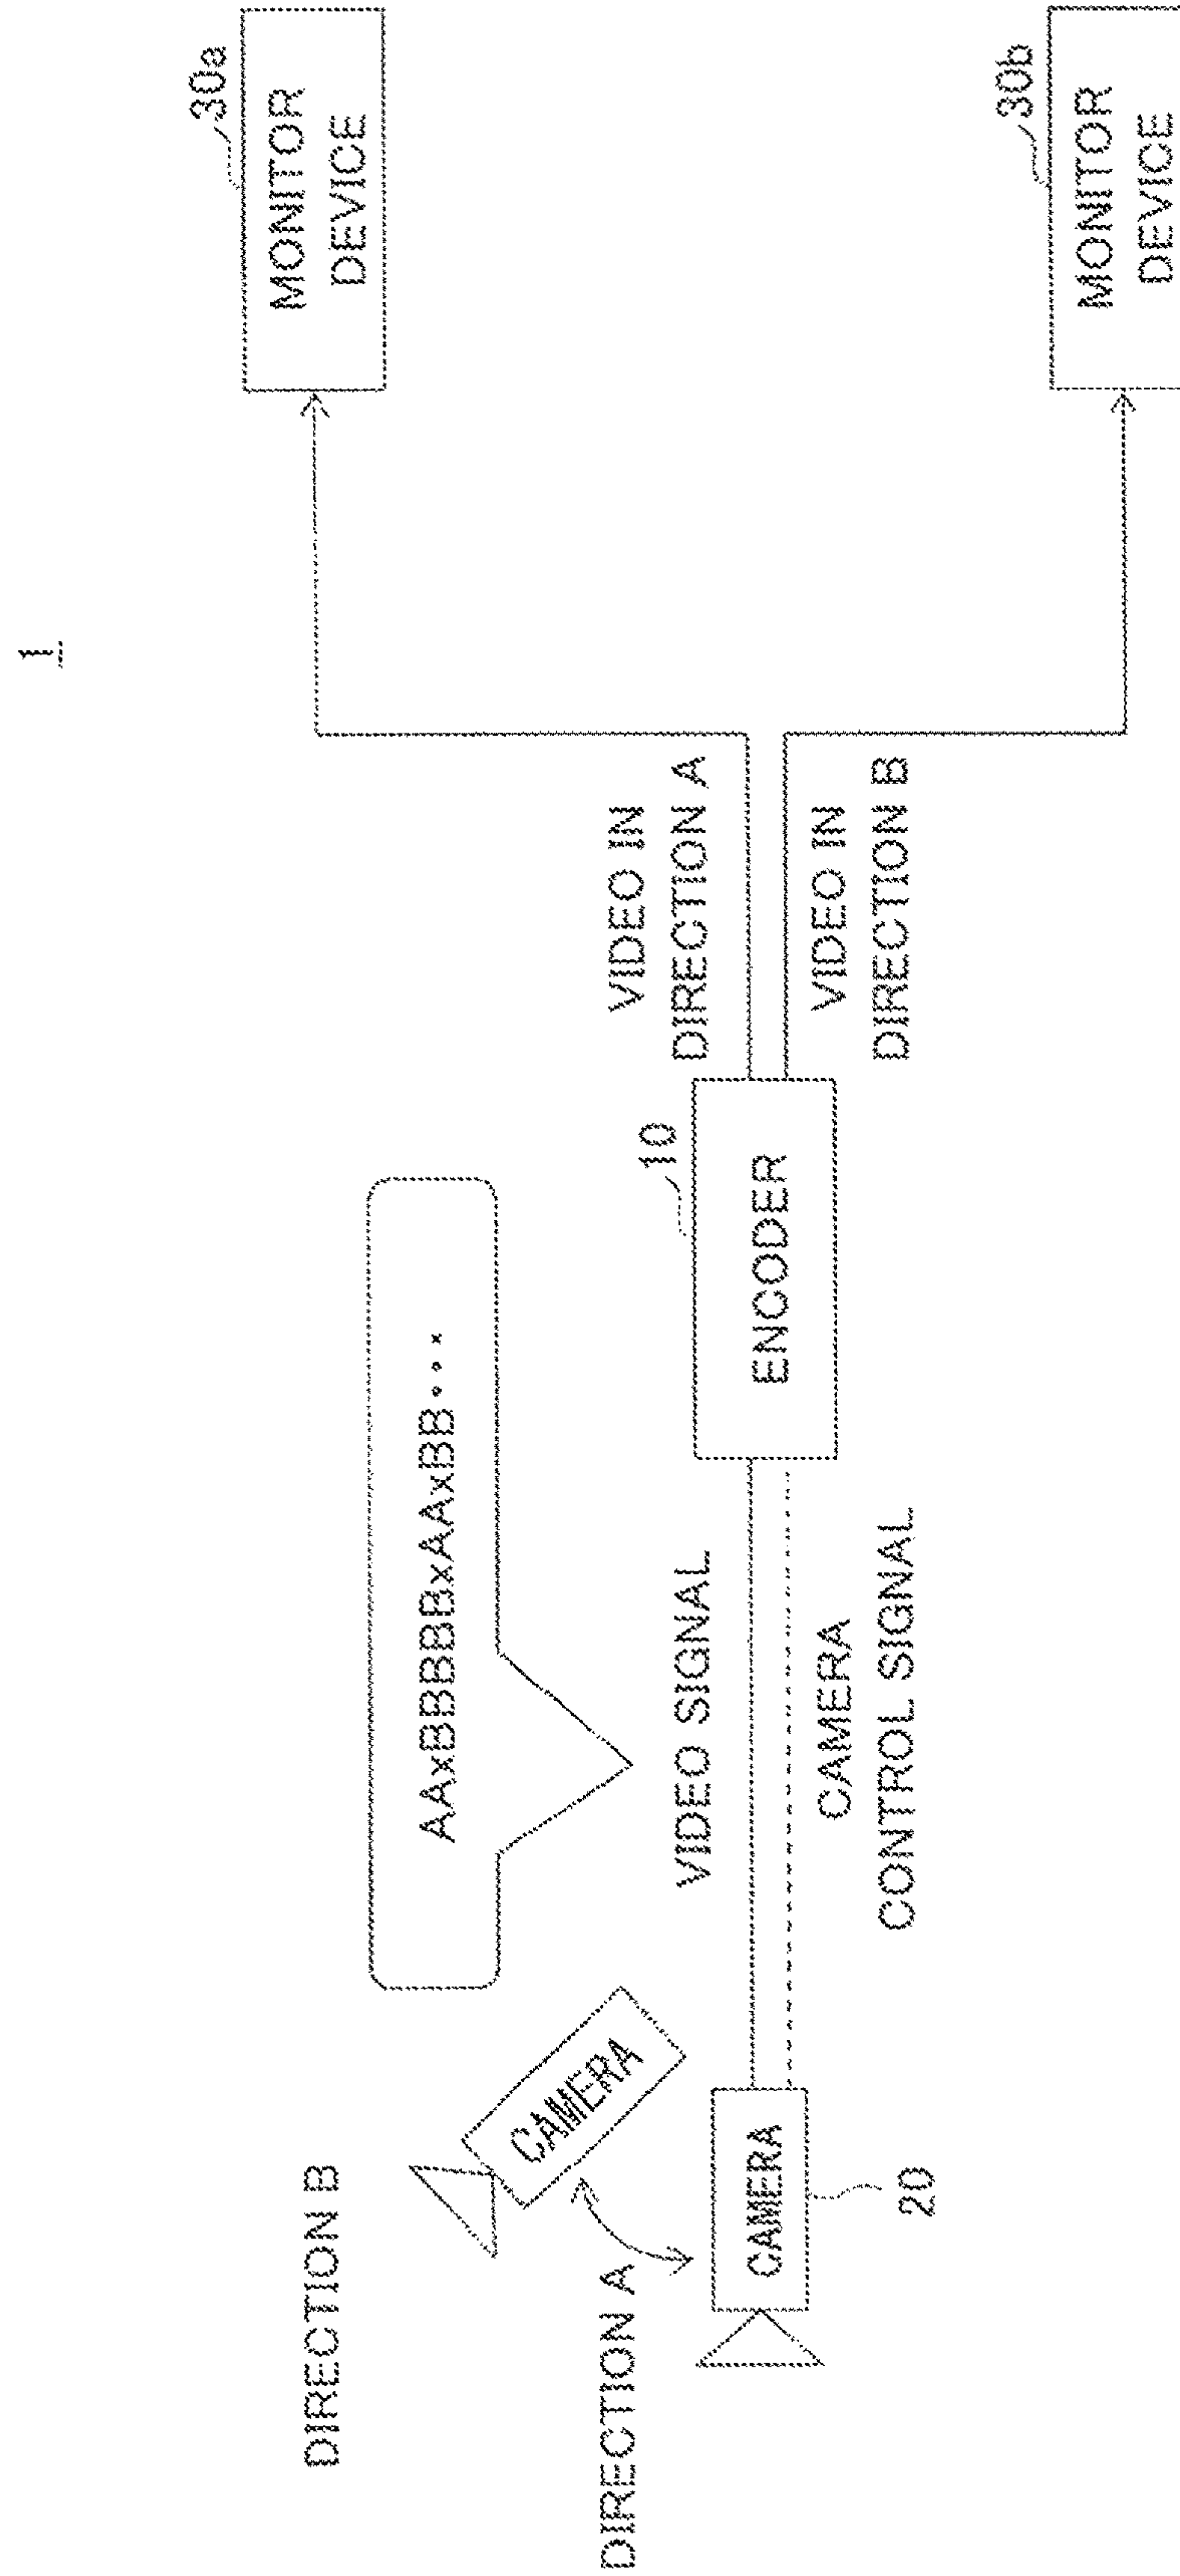 1
DIRECTION B
CAMERA
DIRECTION A
CAMERA
20
AAxBBBBxAAxBB・・・
VIDEO SIGNAL
CAMERA
CONTROL SIGNAL
10
ENCODER
VIDEO IN
DIRECTION A
VIDEO IN
DIRECTION B
30a
MONITOR
DEVICE
30b
MONITOR
DEVICE